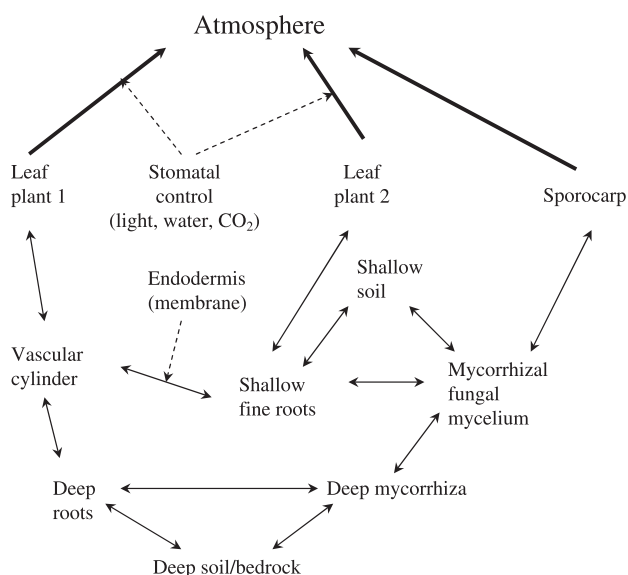 Atmosphere
Leaf
plant 1
Stomatal
control
(light, water, CO₂)
Leaf
plant 2
Sporocarp
Endodermis
(membrane)
Shallow
soil
Vascular
cylinder
Shallow
fine roots
Mycorrhizal
fungal
mycelium
Deep
roots
Deep mycorrhiza
Deep soil/bedrock